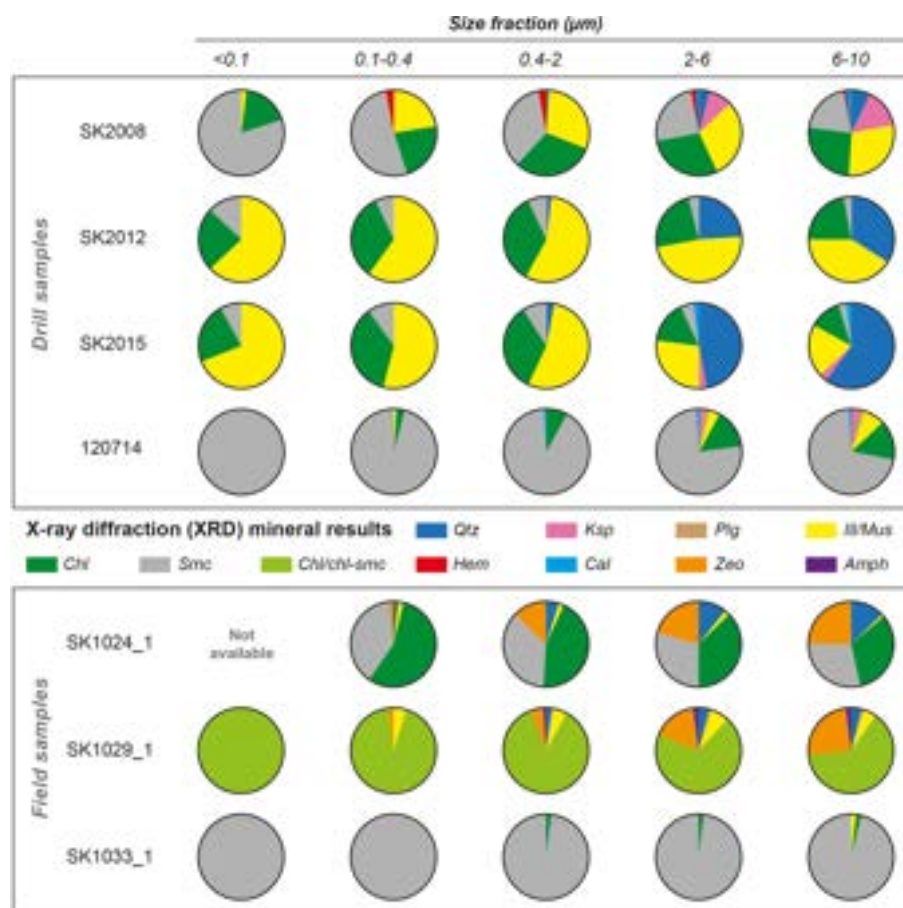 Size fraction (µm)
<0.1 0.1-0.4 0.4-2 2-6 6-10
Drill samples
SK2008
SK2012
SK2015
120714
X-ray diffraction (XRD) mineral results
Qtz Ksp Plg Ill/Mus
Chl Smc Chl/chl-smc Hem Cal Zeo Amph
Field samples
SK1024_1
Not
available
SK1029_1
SK1033_1